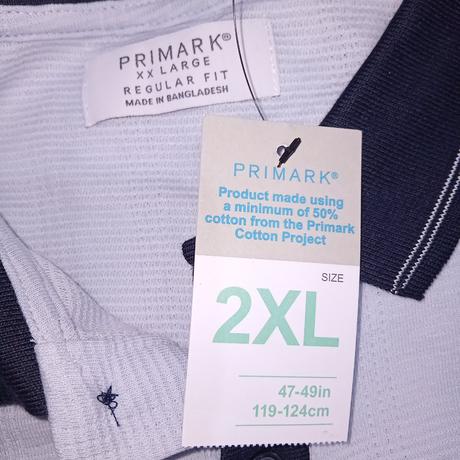 PRIMARK®
XX LARGE
REGULAR FIT
MADE IN BANGLADESH
PRIMARK®
Product made using
a minimum of 50%
cotton from the Primark
Cotton Project
SIZE
2XL
47-49in
119-124cm